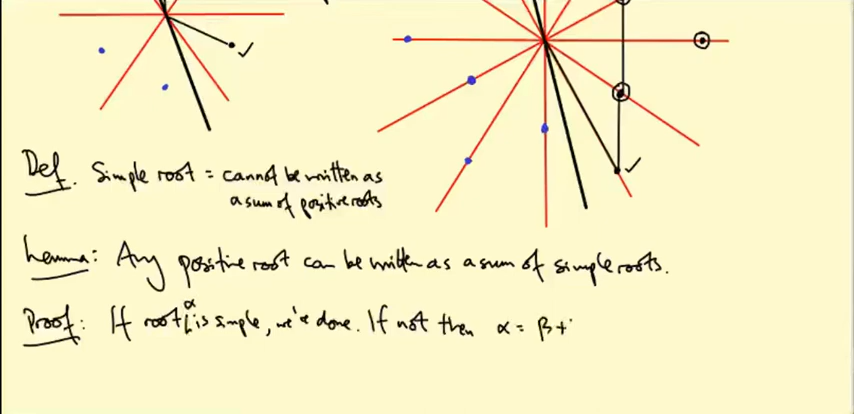 Def. Simple root = cannot be written as
a sum of positive roots
Lemma: Any positive root can be written as a sum of simple roots.
Proof: If root α is simple, we're done. If not then α = β +